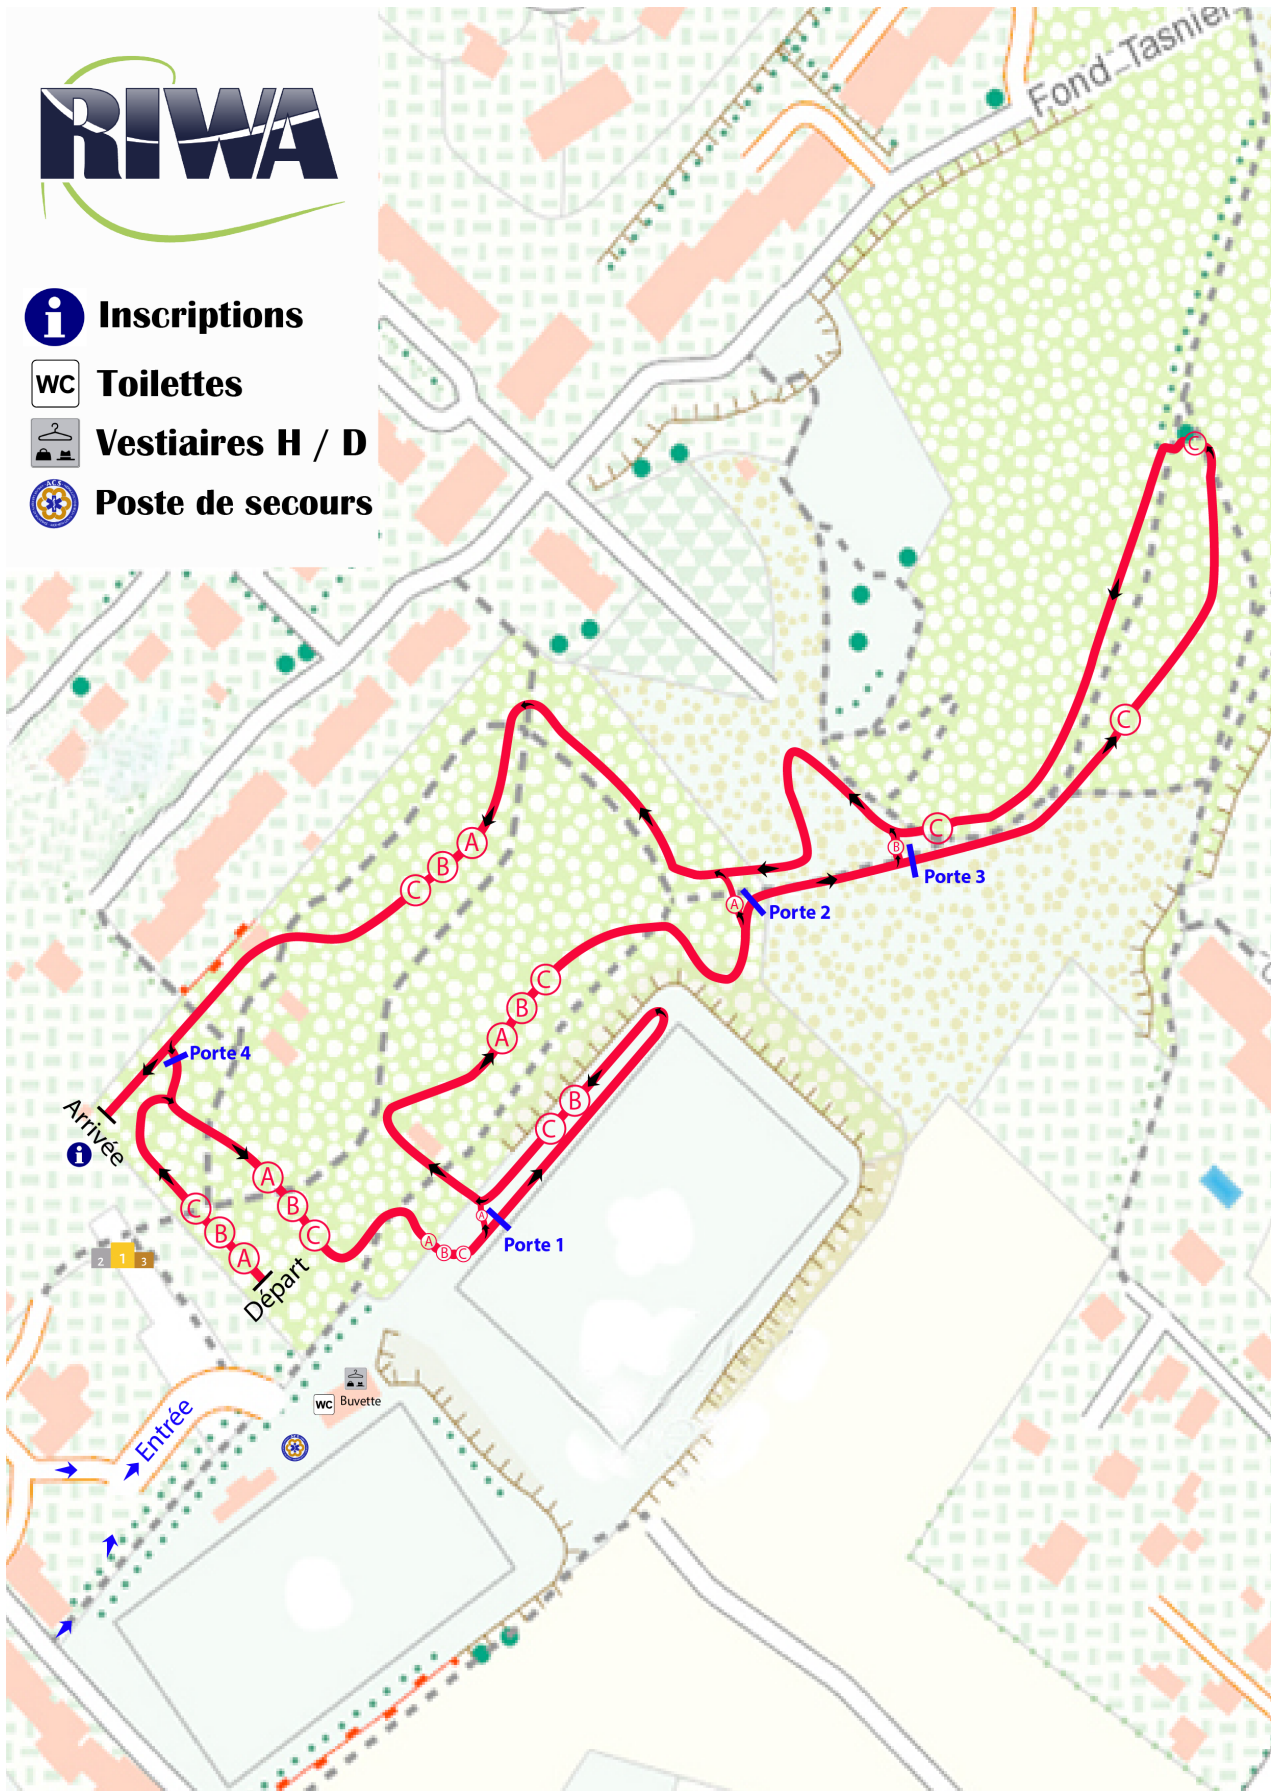 RIWA
i Inscriptions
WC Toilettes
Vestiaires H / D
ACS
Poste de secours
Fond Tasnier
C
C
C
B
Porte 3
A
Porte 2
A
B
C
C
B
A
Porte 4
B
C
A
Porte 1
A
B
C
A
B
C
C
B
A
Départ
Arrivée
i
2 1 3
Buvette
WC
Entrée